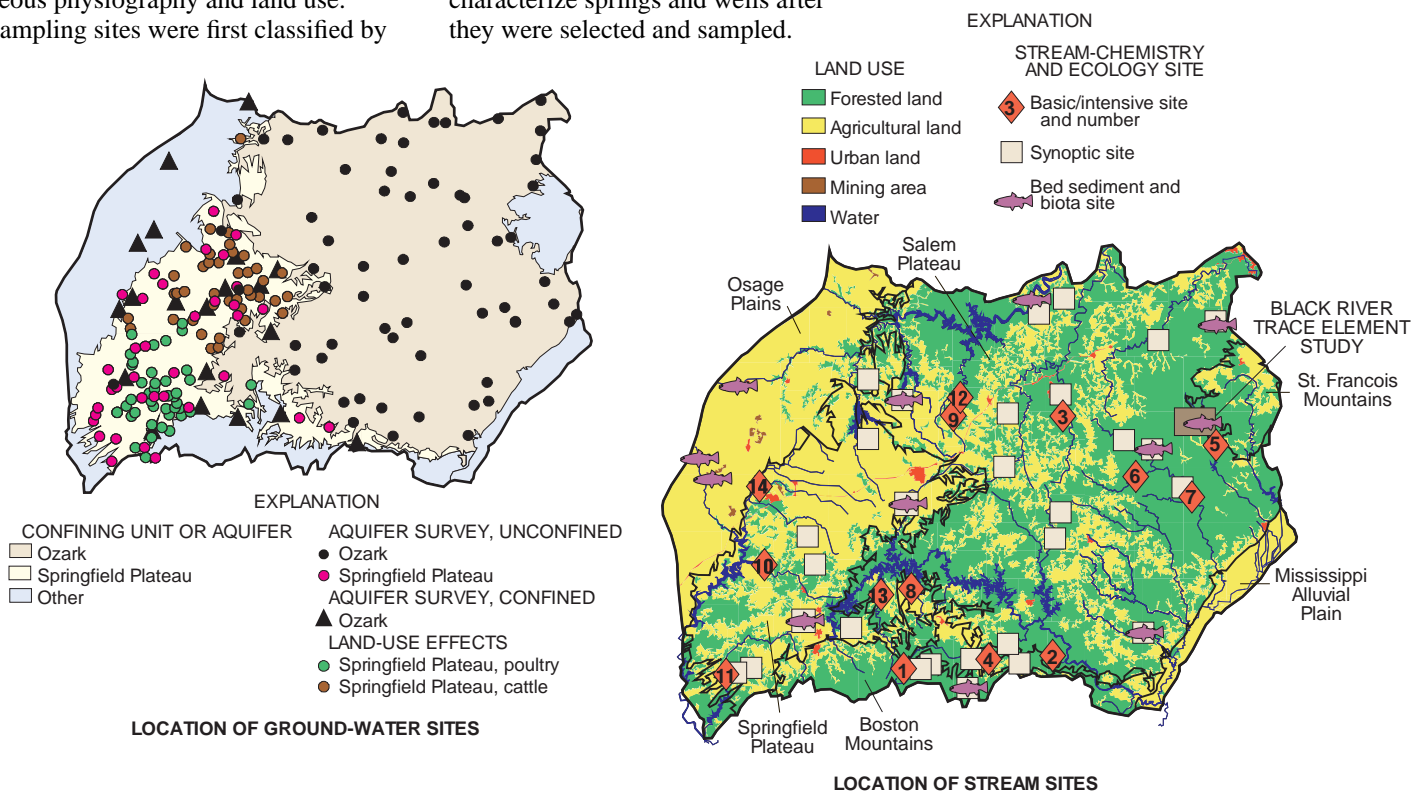 eous physiography and land use.
ampling sites were first classified by
characterize springs and wells after
they were selected and sampled.
EXPLANATION
CONFINING UNIT OR AQUIFER
Ozark
Springfield Plateau
Other
AQUIFER SURVEY, UNCONFINED
Ozark
Springfield Plateau
AQUIFER SURVEY, CONFINED
Ozark
LAND-USE EFFECTS
Springfield Plateau, poultry
Springfield Plateau, cattle
LOCATION OF GROUND-WATER SITES
EXPLANATION
LAND USE
Forested land
Agricultural land
Urban land
Mining area
Water
STREAM-CHEMISTRY
AND ECOLOGY SITE
3
Basic/intensive site
and number
Synoptic site
Bed sediment and
biota site
Salem
Plateau
Osage
Plains
BLACK RIVER
TRACE ELEMENT
STUDY
St. Francois
Mountains
12
9
3
5
6
7
14
10
13
8
11
1
4
2
Mississippi
Alluvial
Plain
Springfield
Plateau
Boston
Mountains
LOCATION OF STREAM SITES